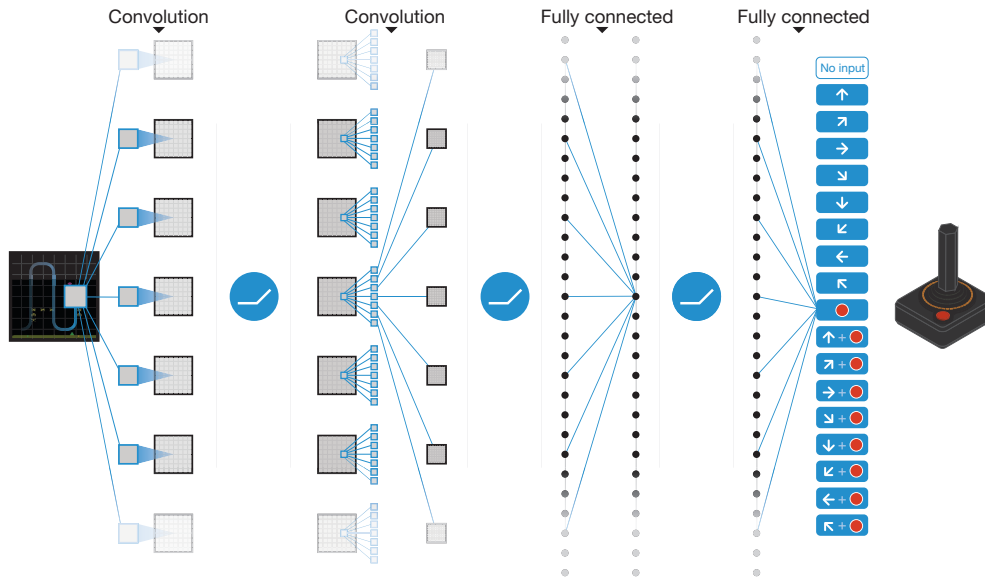 Convolution
Convolution
Fully connected
Fully connected
No input
+
+
+
+
+
+
+
+